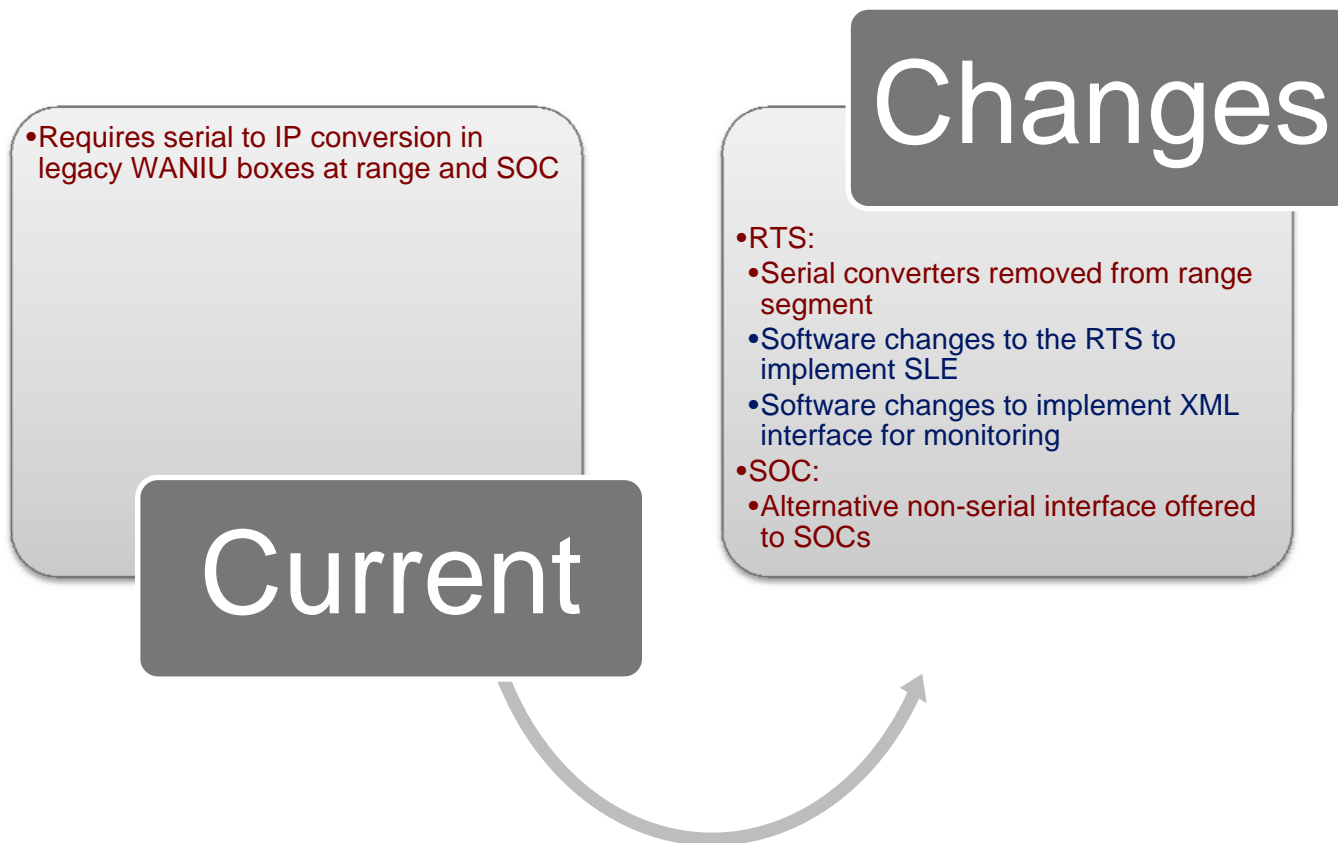 •Requires serial to IP conversion in
legacy WANIU boxes at range and SOC
Current
Changes
•RTS:
•Serial converters removed from range
segment
•Software changes to the RTS to
implement SLE
•Software changes to implement XML
interface for monitoring
•SOC:
•Alternative non-serial interface offered
to SOCs